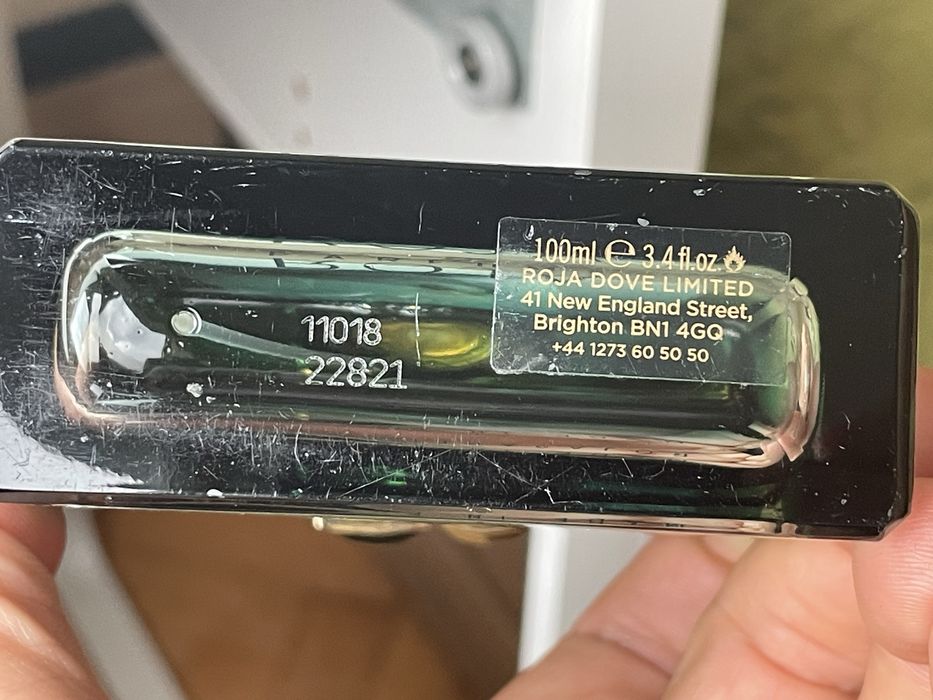 11018
22821
100ml ℮ 3.4 fl.oz
ROJA DOVE LIMITED
41 New England Street,
Brighton BN1 4GQ
+44 1273 60 50 50